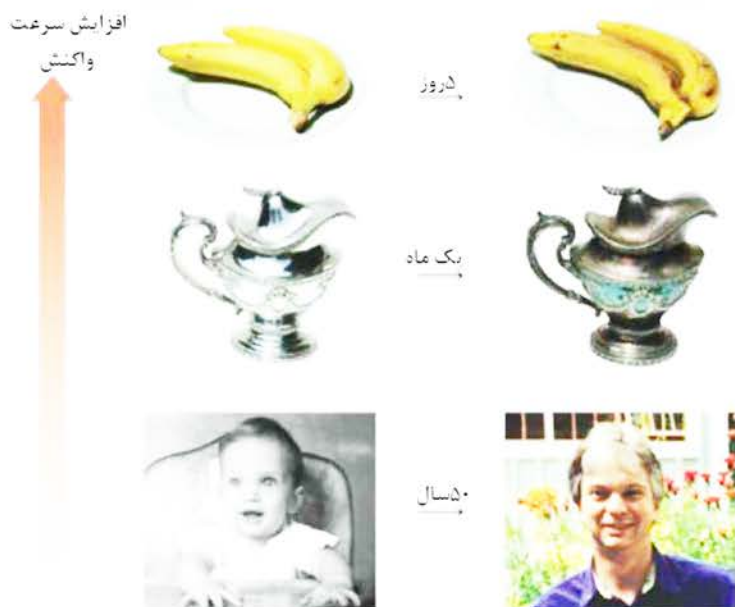 افزایش سرعت
واکنش
۵روز
یک ماه
۵۰سال